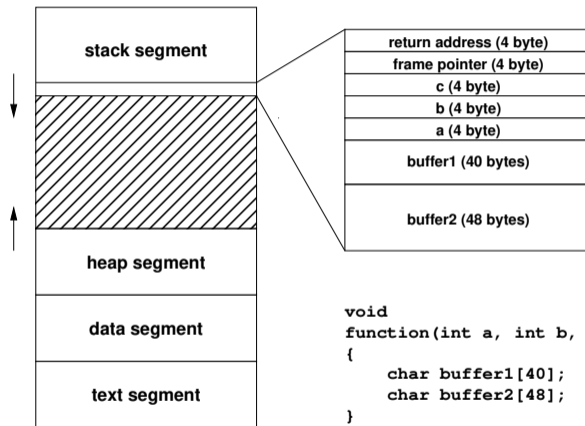 stack segment
heap segment
data segment
text segment
return address (4 byte)
frame pointer (4 byte)
c (4 byte)
b (4 byte)
a (4 byte)
buffer1 (40 bytes)
buffer2 (48 bytes)
void
function(int a, int b,
{
char buffer1[40];
char buffer2[48];
}